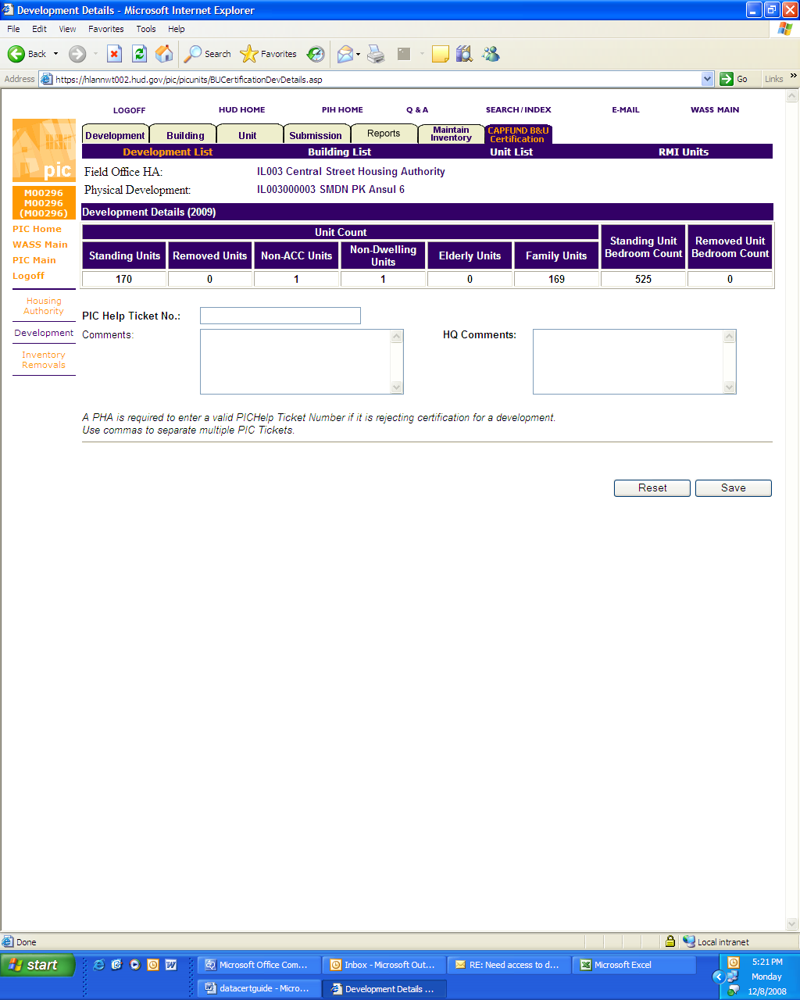 Development Details - Microsoft Internet Explorer
File Edit View Favorites Tools Help
Back Search Favorites
Address https://hlannwt002.hud.gov/pic/picunits/BUCertificationDevDetails.asp Go Links »
LOGOFF HUD HOME PIH HOME Q & A SEARCH / INDEX E-MAIL WASS MAIN
Development Building Unit Submission Reports Maintain Inventory CAPFUND B&U Certification
Development List Building List Unit List RMI Units
pic
M00296
M00296
(M00296)
PIC Home
WASS Main
PIC Main
Logoff
Housing
Authority
Development
Inventory
Removals
Field Office HA: IL003 Central Street Housing Authority
Physical Development: IL003000003 SMDN PK Ansul 6
Development Details (2009)
Unit Count Standing Unit Bedroom Count Removed Unit Bedroom Count
Standing Units Removed Units Non-ACC Units Non-Dwelling Units Elderly Units Family Units
170 0 1 1 0 169 525 0
PIC Help Ticket No.:
Comments: HQ Comments:
A PHA is required to enter a valid PICHelp Ticket Number if it is rejecting certification for a development.
Use commas to separate multiple PIC Tickets.
Reset Save
Done Local intranet
start Microsoft Office Com... Inbox - Microsoft Out... RE: Need access to d... Microsoft Excel 5:21 PM
Monday
datacertguide - Micro... Development Details ... 12/8/2008